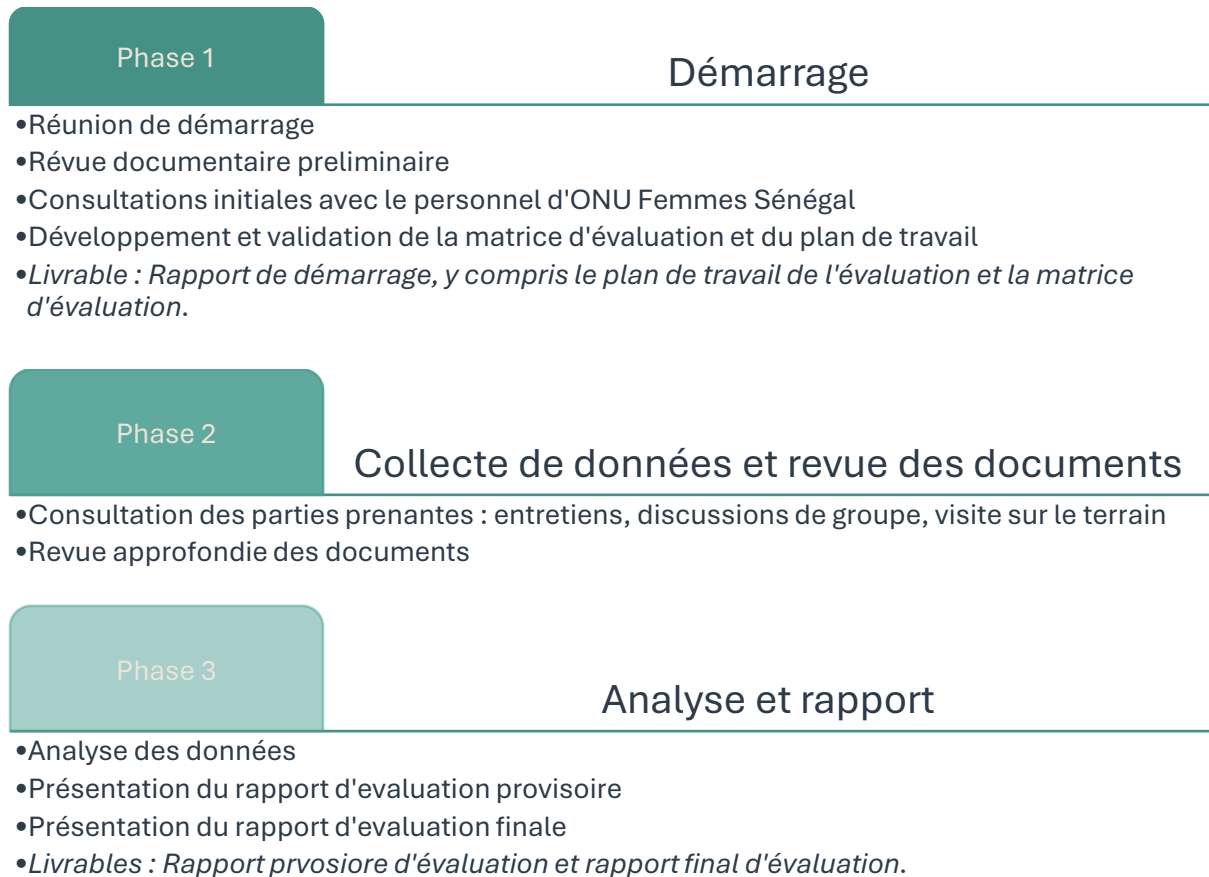 Phase 1
Démarrage
•Réunion de démarrage
•Révue documentaire preliminaire
•Consultations initiales avec le personnel d'ONU Femmes Sénégal
•Développement et validation de la matrice d'évaluation et du plan de travail
•Livrable : Rapport de démarrage, y compris le plan de travail de l'évaluation et la matrice
d'évaluation.
Phase 2
Collecte de données et revue des documents
•Consultation des parties prenantes : entretiens, discussions de groupe, visite sur le terrain
•Revue approfondie des documents
Phase 3
Analyse et rapport
•Analyse des données
•Présentation du rapport d'evaluation provisoire
•Présentation du rapport d'evaluation finale
•Livrables : Rapport prvosiore d'évaluation et rapport final d'évaluation.